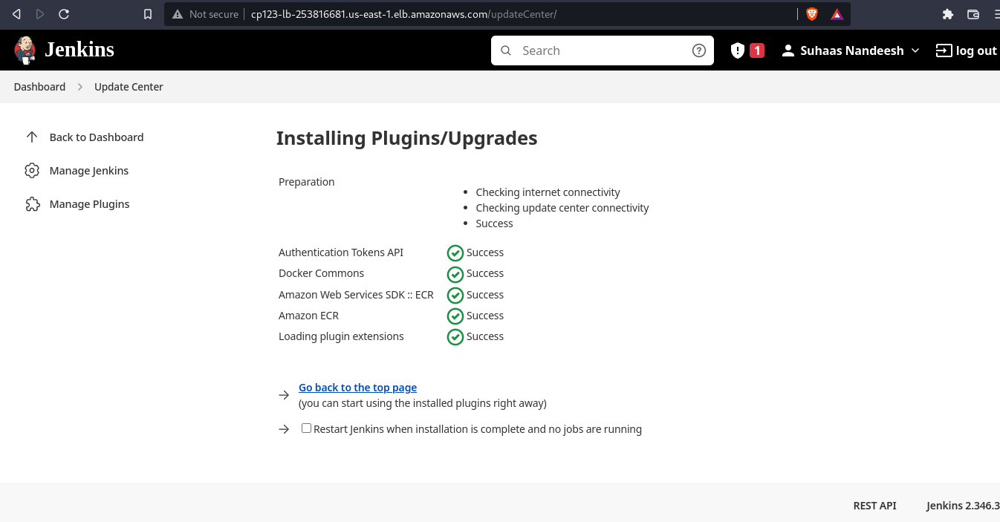 Not secure cp123-lb-253816681.us-east-1.elb.amazonaws.com/updateCenter/
Jenkins Search 1 Suhaas Nandeesh log out
Dashboard Update Center
Back to Dashboard
Manage Jenkins
Manage Plugins
Installing Plugins/Upgrades
Preparation
Checking internet connectivity
Checking update center connectivity
Success
Authentication Tokens API Success
Docker Commons Success
Amazon Web Services SDK :: ECR Success
Amazon ECR Success
Loading plugin extensions Success
Go back to the top page
(you can start using the installed plugins right away)
Restart Jenkins when installation is complete and no jobs are running
REST API Jenkins 2.346.3